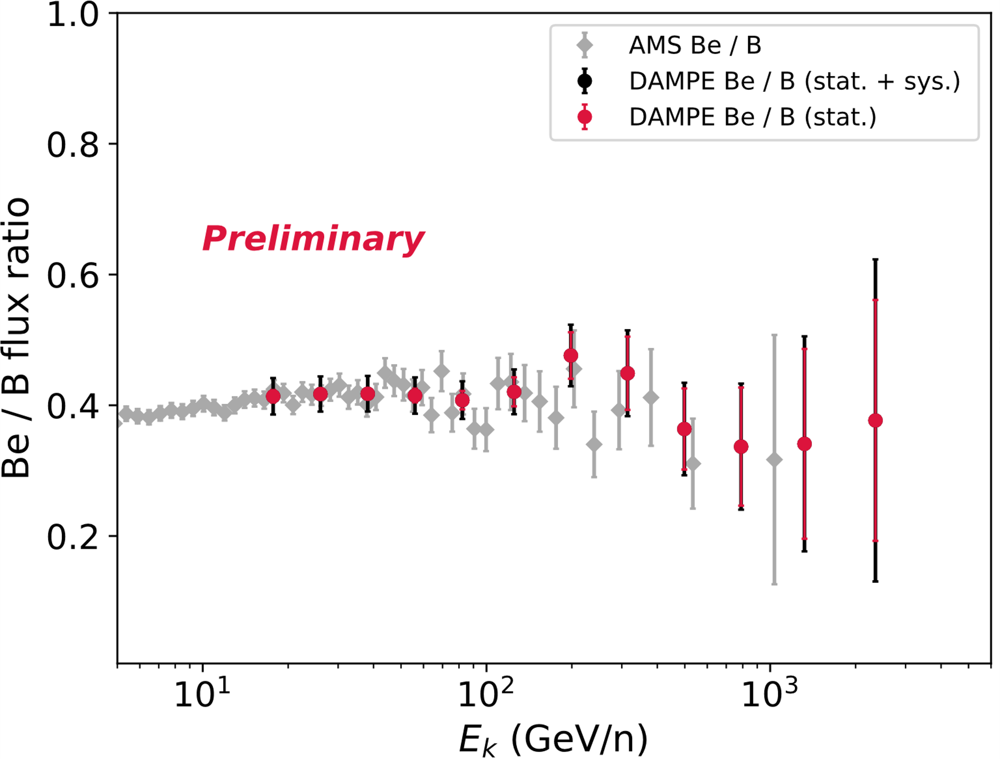 1.0
0.8
0.6
0.4
0.2
Be / B flux ratio
AMS Be / B
DAMPE Be / B (stat. + sys.)
DAMPE Be / B (stat.)
Preliminary
10¹
10²
10³
Eₖ (GeV/n)